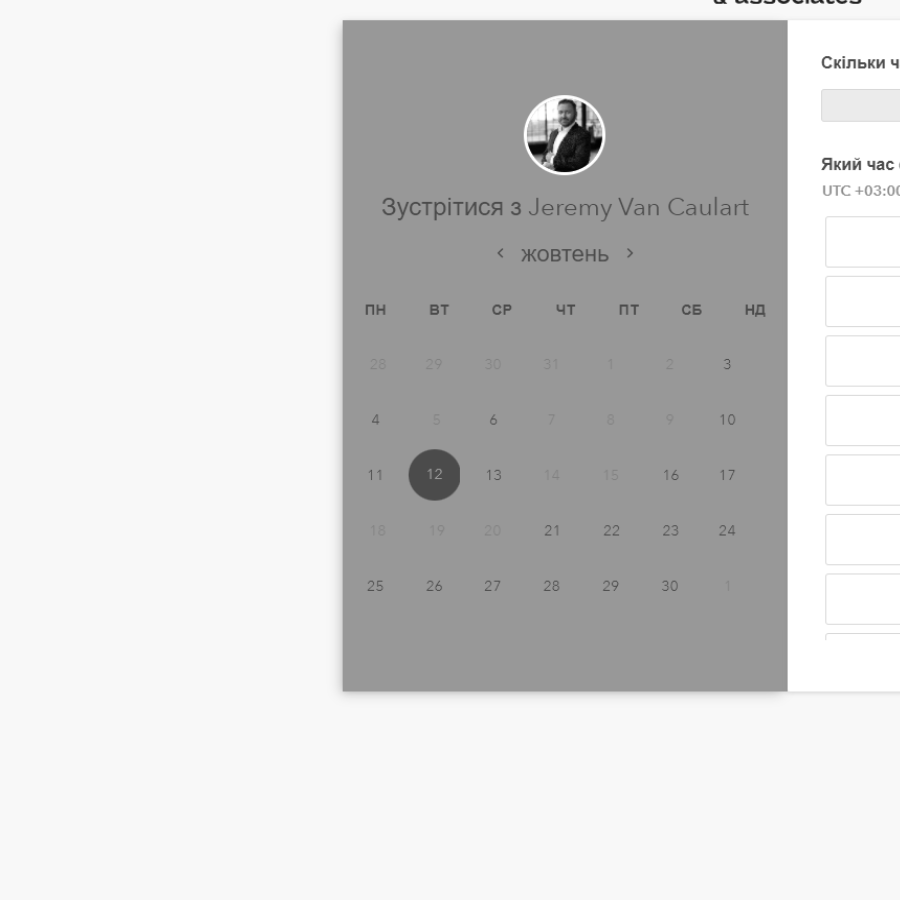 & associates
Зустрітися з Jeremy Van Caulart
жовтень
ПН ВТ СР ЧТ ПТ СБ НД
28 29 30 31 1 2 3
4 5 6 7 8 9 10
11 12 13 14 15 16 17
18 19 20 21 22 23 24
25 26 27 28 29 30 1
Скільки ч
Який час
UTC +03:00